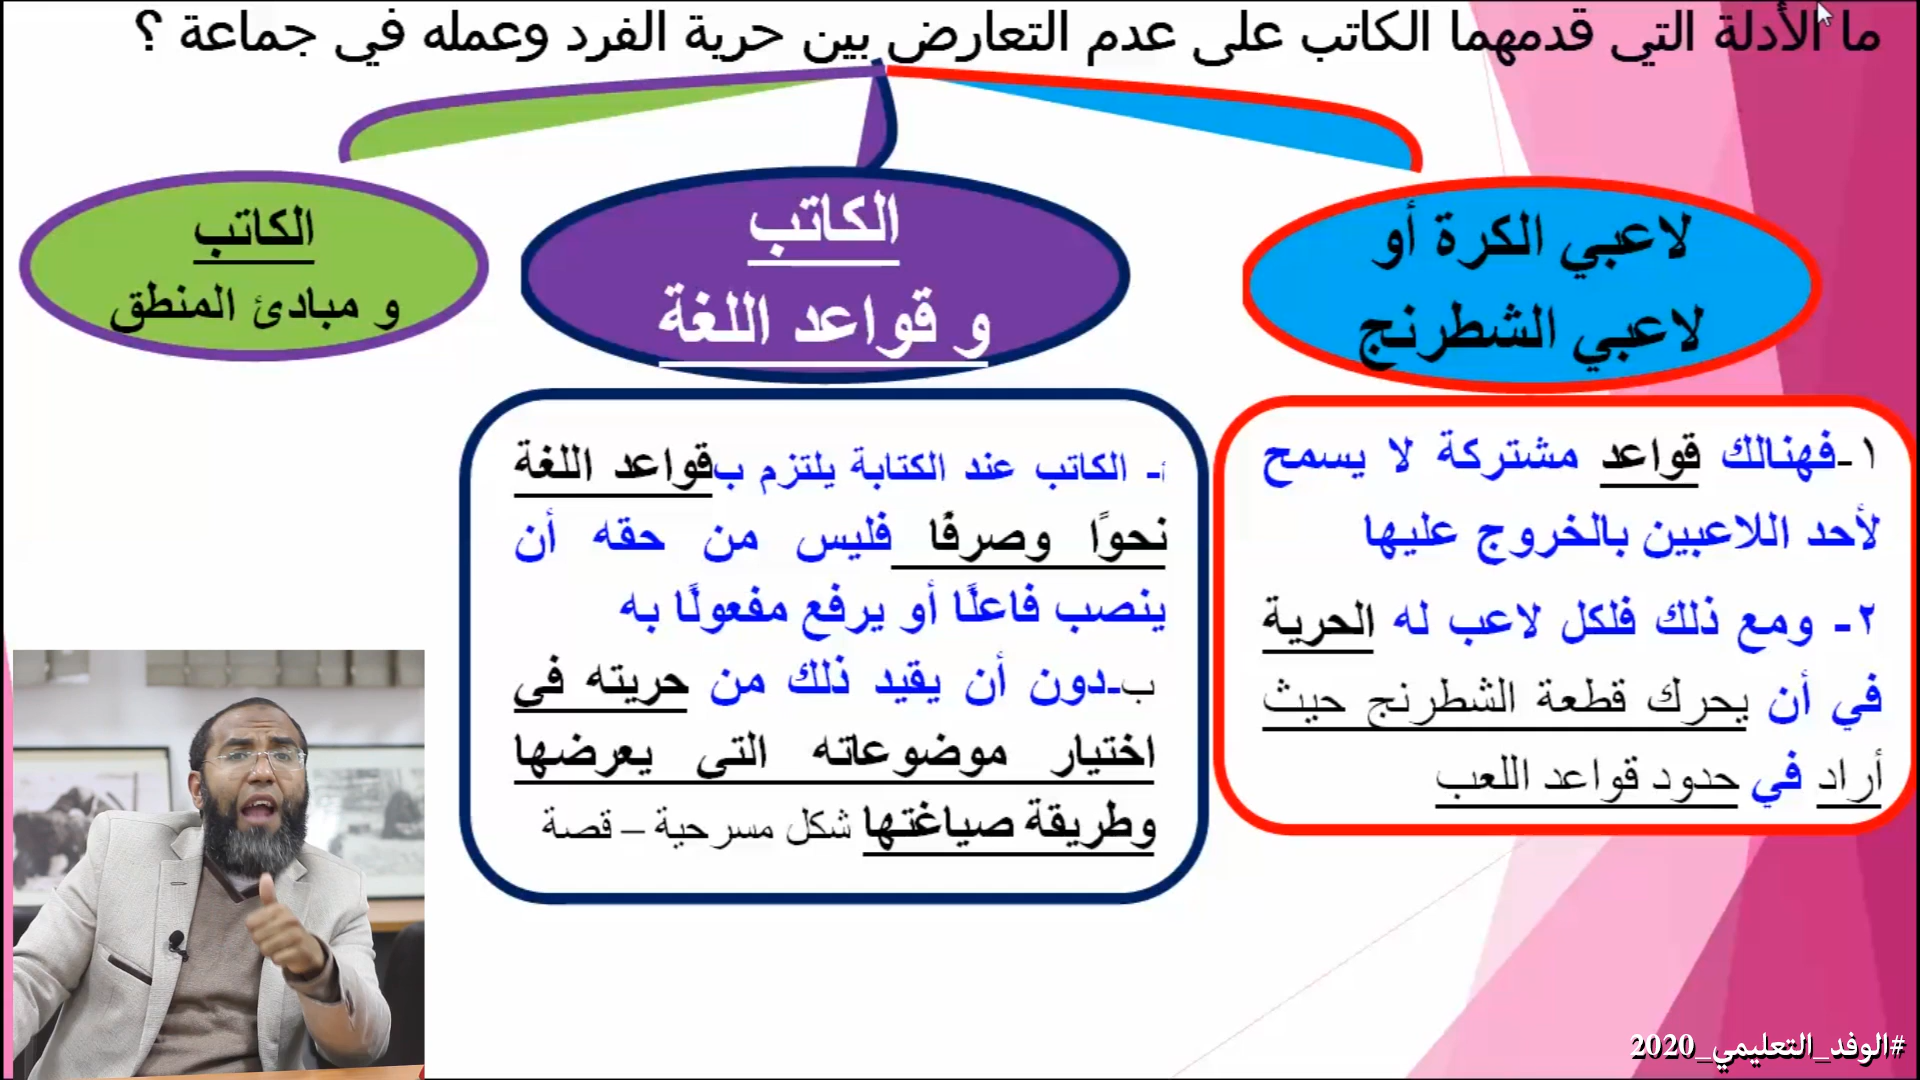 ما الأدلة التي قدمهما الكاتب على عدم التعارض بين حرية الفرد وعمله في جماعة ؟
لاعبي الكرة أو
لاعبي الشطرنج
١-فهنالك قواعد مشتركة لا يسمح
لأحد اللاعبين بالخروج عليها
٢- ومع ذلك فلكل لاعب له الحرية
في أن يحرك قطعة الشطرنج حيث
أراد في حدود قواعد اللعب
الكاتب
و قواعد اللغة
أ- الكاتب عند الكتابة يلتزم بقواعد اللغة
نحوًا وصرفًا فليس من حقه أن
ينصب فاعلًا أو يرفع مفعولًا به
ب-دون أن يقيد ذلك من حريته في
اختيار موضوعاته التي يعرضها
وطريقة صياغتها شكل مسرحية – قصة
الكاتب
و مبادئ المنطق
#الوفد_التعليمي_2020